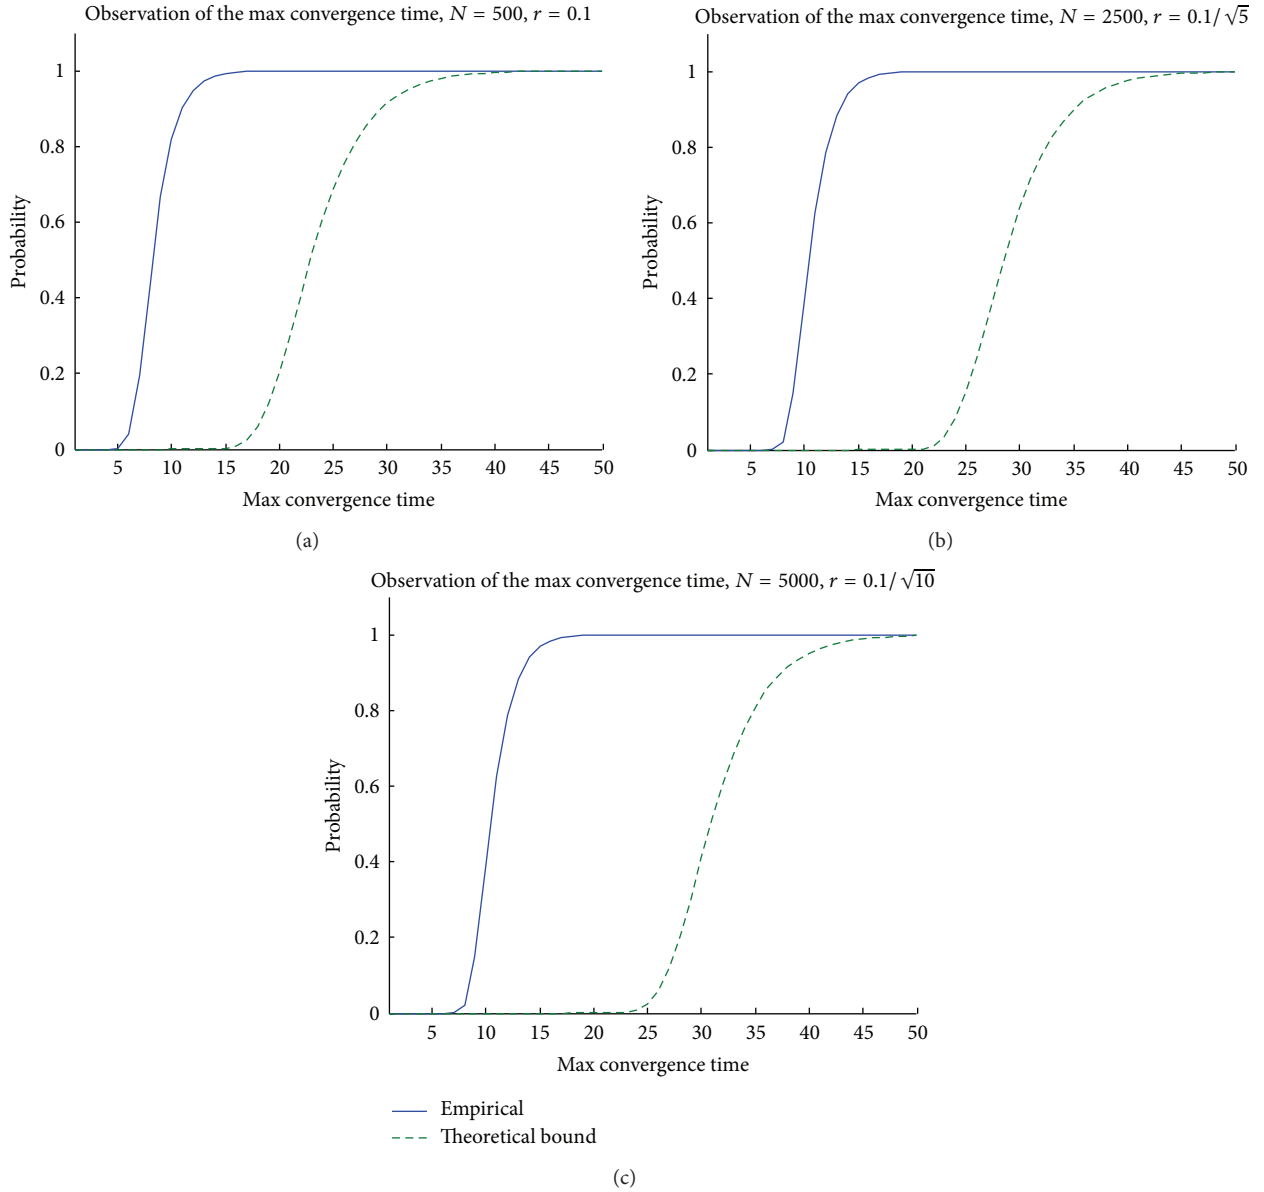 Observation of the max convergence time, N = 500, r = 0.1
Probability
1
0.8
0.6
0.4
0.2
0
5 10 15 20 25 30 35 40 45 50
Max convergence time
(a)
Observation of the max convergence time, N = 2500, r = 0.1/√5
Probability
1
0.8
0.6
0.4
0.2
0
5 10 15 20 25 30 35 40 45 50
Max convergence time
(b)
Observation of the max convergence time, N = 5000, r = 0.1/√10
Probability
1
0.8
0.6
0.4
0.2
0
5 10 15 20 25 30 35 40 45 50
Max convergence time
Empirical
Theoretical bound
(c)